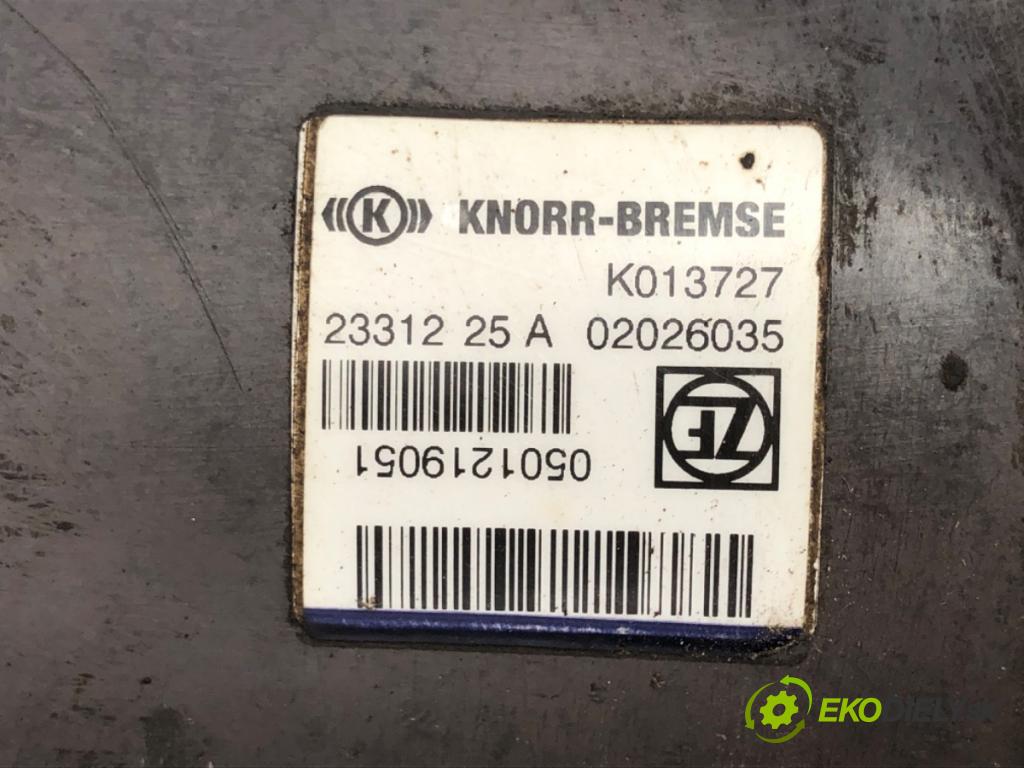 K KNORR-BREMSE
K013727
23312 25 A 02026035
ZF
0501219051
EKODIELY